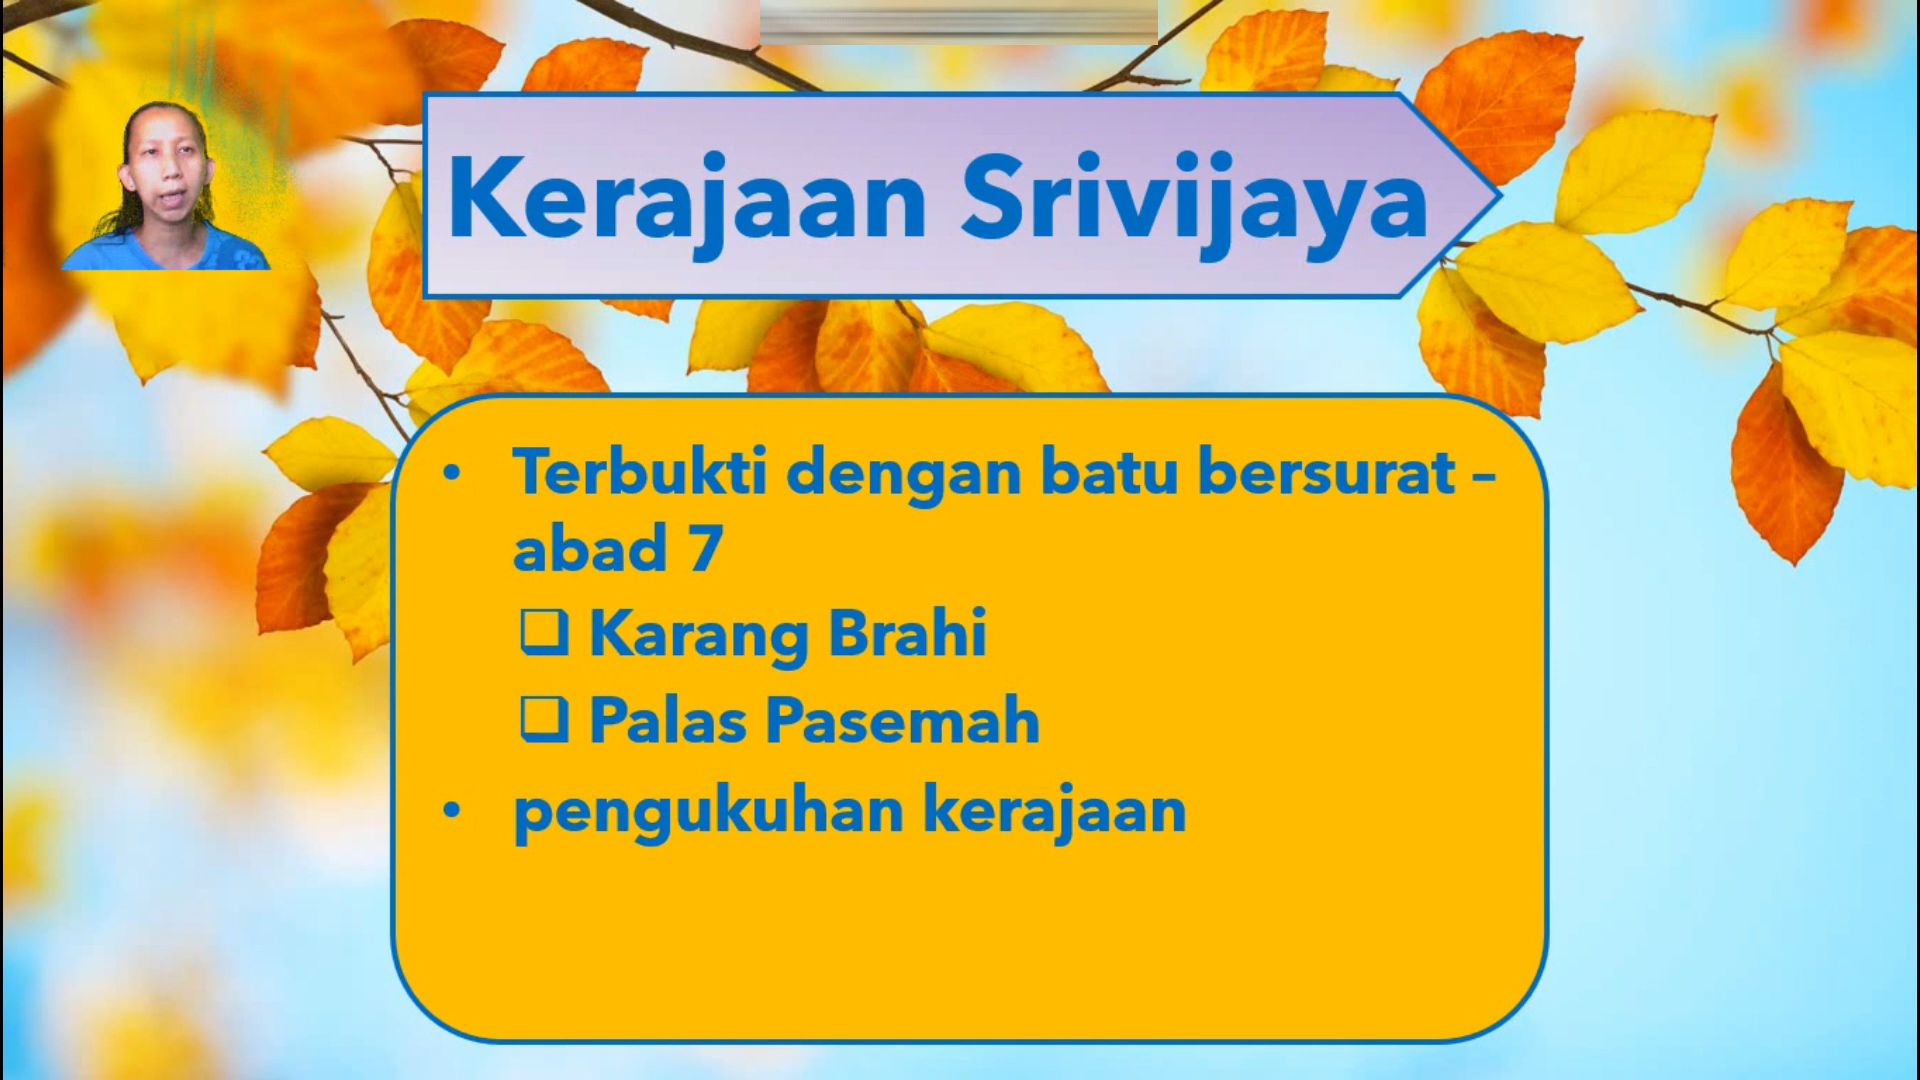 Kerajaan Srivijaya
• Terbukti dengan batu bersurat –
abad 7
❑ Karang Brahi
❑ Palas Pasemah
• pengukuhan kerajaan